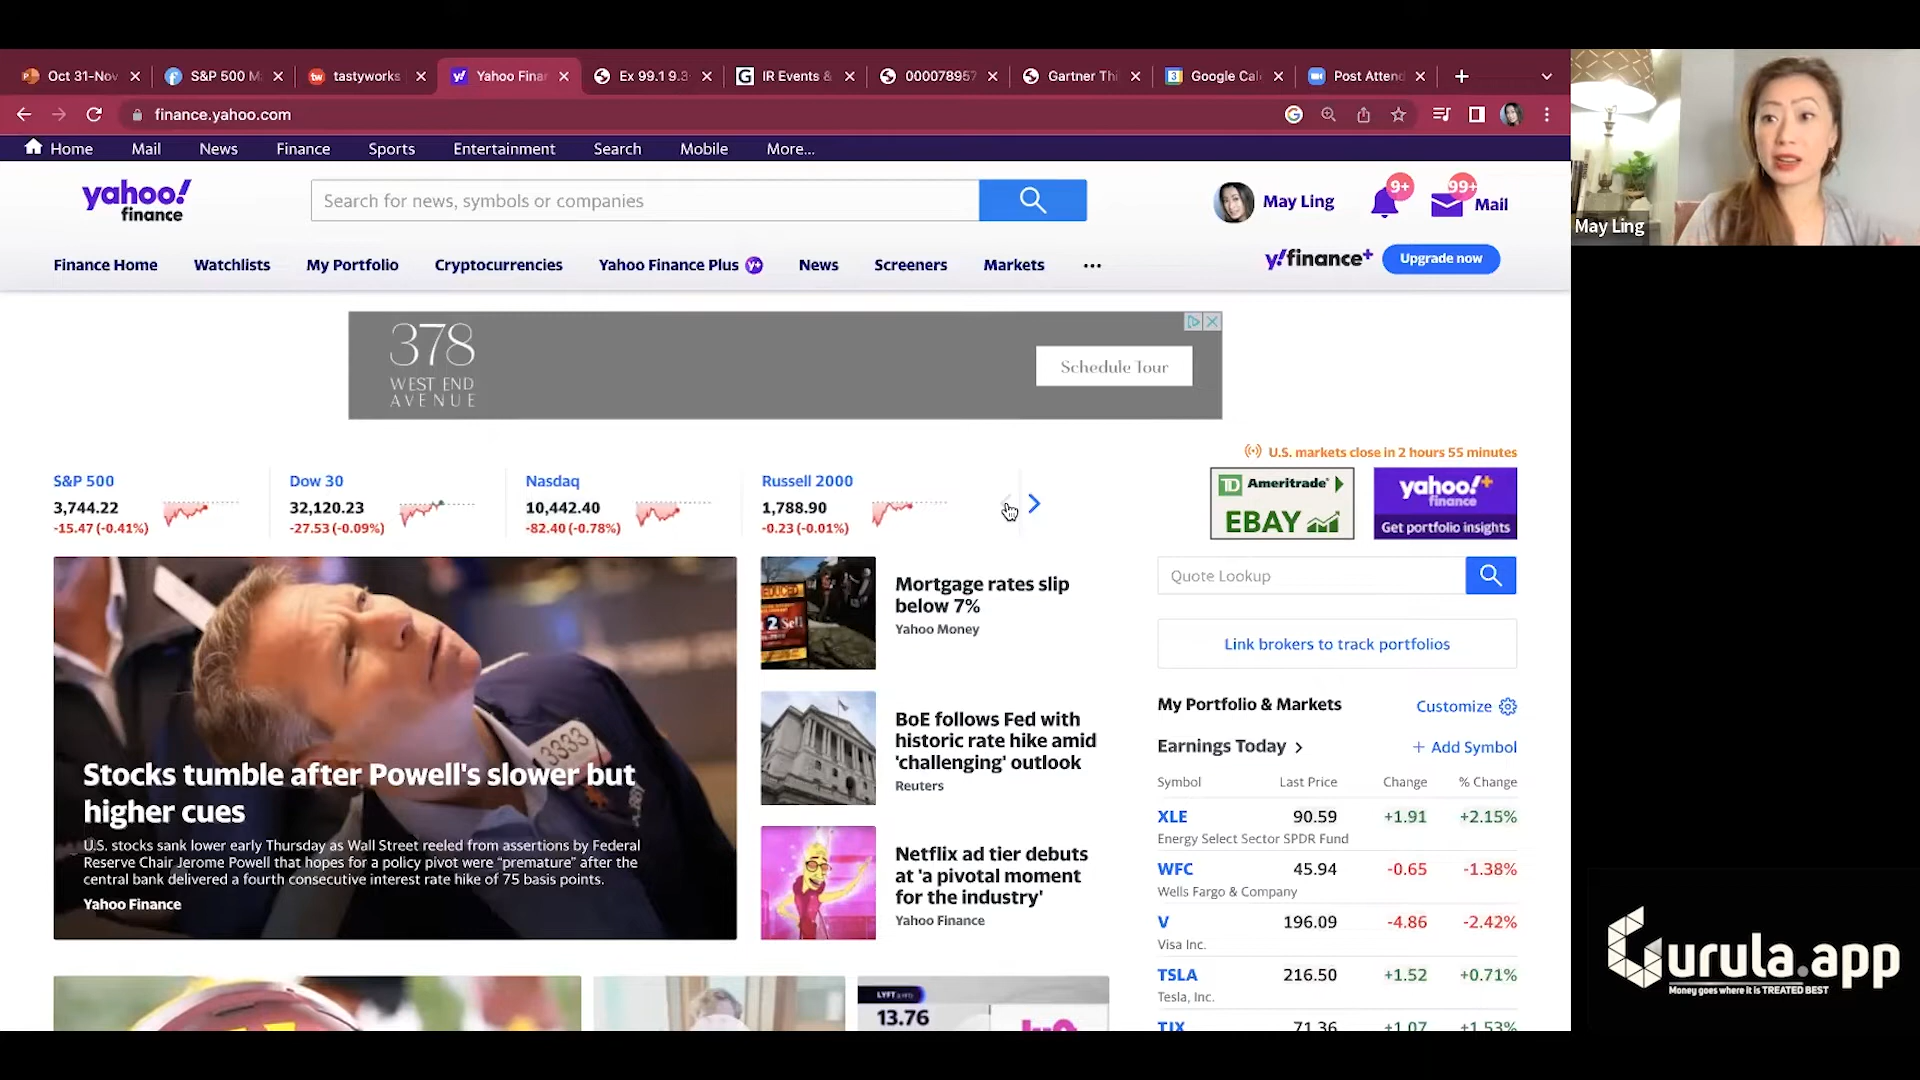 Oct 31-Nov
S&P 500 M
tastyworks
Yahoo Finan
Ex 99.1 9.3
IR Events &
000078957
Gartner Thi
Google Cal
Post Attend
finance.yahoo.com
Home Mail News Finance Sports Entertainment Search Mobile More...
yahoo!
finance
Search for news, symbols or companies
May Ling
9+
99+
Mail
Finance Home Watchlists My Portfolio Cryptocurrencies Yahoo Finance Plus y+ News Screeners Markets ...
y!finance+
Upgrade now
378
WEST END
AVENUE
Schedule Tour
U.S. markets close in 2 hours 55 minutes
S&P 500
3,744.22
-15.47 (-0.41%)
Dow 30
32,120.23
-27.53 (-0.09%)
Nasdaq
10,442.40
-82.40 (-0.78%)
Russell 2000
1,788.90
-0.23 (-0.01%)
TD Ameritrade
EBAY
yahoo!+
finance
Get portfolio insights
3333
Stocks tumble after Powell's slower but
higher cues
U.S. stocks sank lower early Thursday as Wall Street reeled from assertions by Federal
Reserve Chair Jerome Powell that hopes for a policy pivot were “premature” after the
central bank delivered a fourth consecutive interest rate hike of 75 basis points.
Yahoo Finance
Mortgage rates slip
below 7%
Yahoo Money
BoE follows Fed with
historic rate hike amid
'challenging' outlook
Reuters
Netflix ad tier debuts
at 'a pivotal moment
for the industry'
Yahoo Finance
LYFT
13.76
Quote Lookup
Link brokers to track portfolios
My Portfolio & Markets
Customize
Earnings Today
+ Add Symbol
Symbol Last Price Change % Change
XLE 90.59 +1.91 +2.15%
Energy Select Sector SPDR Fund
WFC 45.94 -0.65 -1.38%
Wells Fargo & Company
V 196.09 -4.86 -2.42%
Visa Inc.
TSLA 216.50 +1.52 +0.71%
Tesla, Inc.
TJX 71.36 +1.07 +1.53%
May Ling
Gurula.app
Money goes where it is TREATED BEST